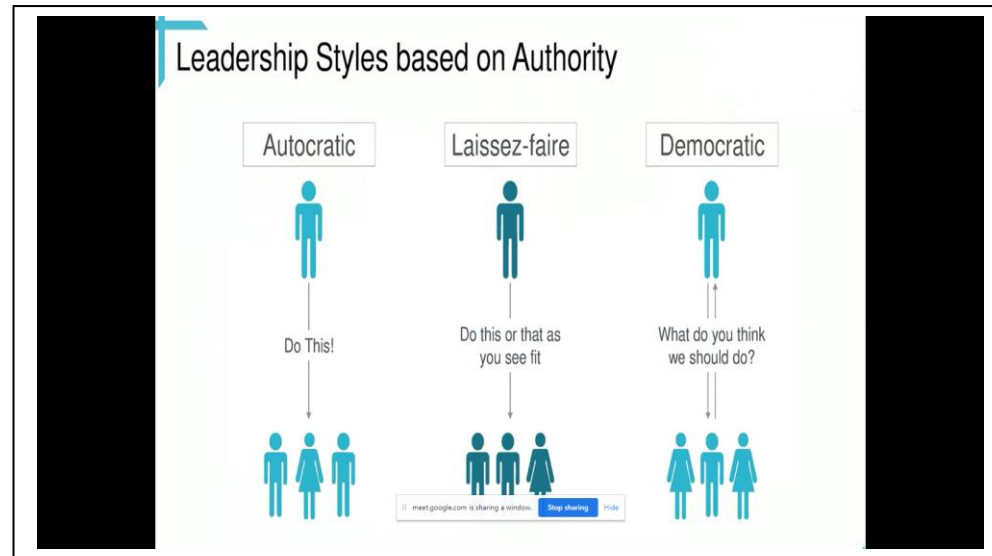 Leadership Styles based on Authority
Autocratic
Laissez-faire
Democratic
Do This!
Do this or that as
you see fit
What do you think
we should do?
meet.google.com is sharing a window.
Stop sharing
Hide